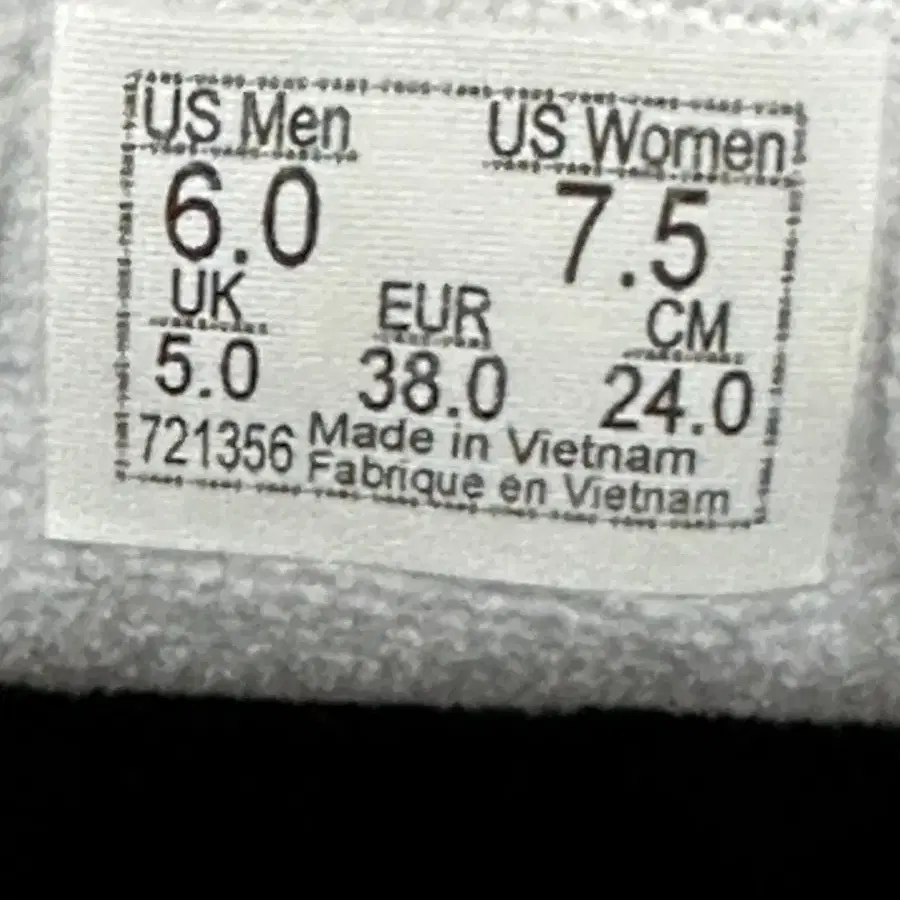 US Men US Women
6.0 7.5
UK EUR CM
5.0 38.0 24.0
721356 Made in Vietnam
Fabrique en Vietnam